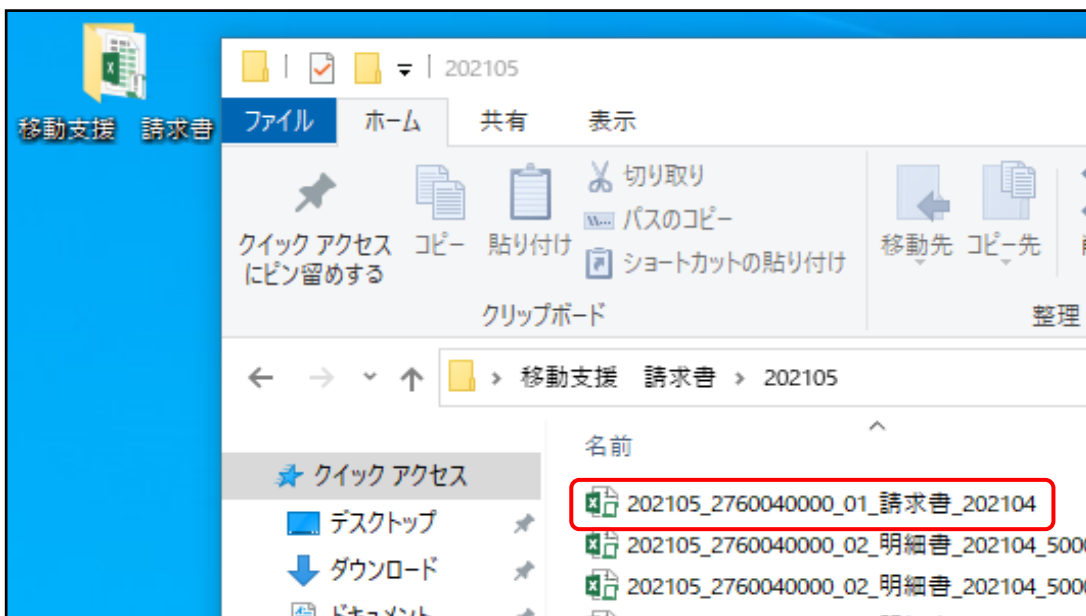 移動支援　請求書
202105
ファイル ホーム 共有 表示
クイック アクセス
にピン留めする
コピー
貼り付け
切り取り
パスのコピー
ショートカットの貼り付け
クリップボード
移動先
コピー先
整理
移動支援　請求書 › 202105
名前
クイック アクセス
デスクトップ
ダウンロード
ドキュメント
202105_2760040000_01_請求書_202104
202105_2760040000_02_明細書_202104_500
202105_2760040000_02_明細書_202104_500